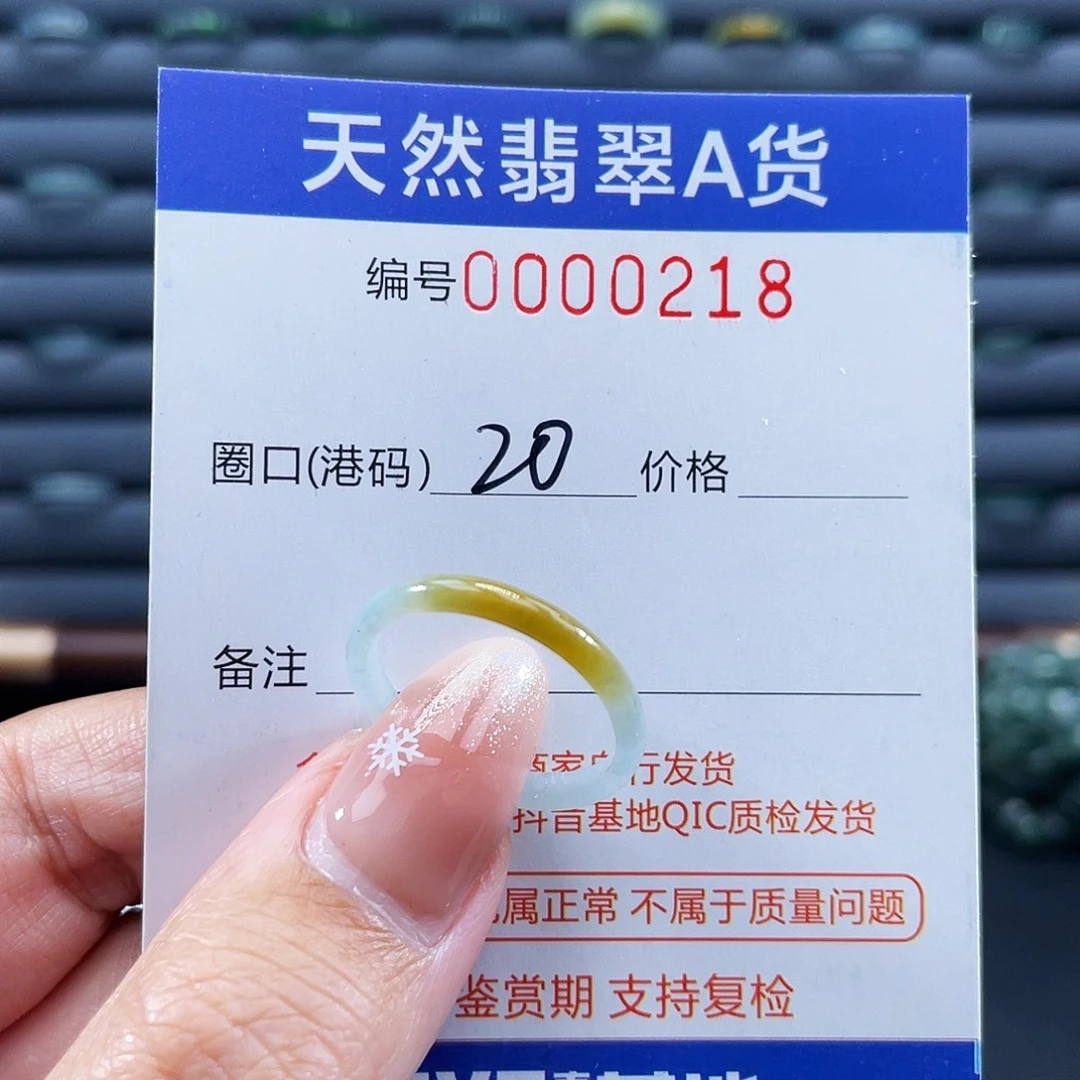 天然翡翠A货
编号0000218
圈口(港码) 20 价格
备注
行发货
抖音基地QIC质检发货
属正常 不属于质量问题
鉴赏期 支持复检